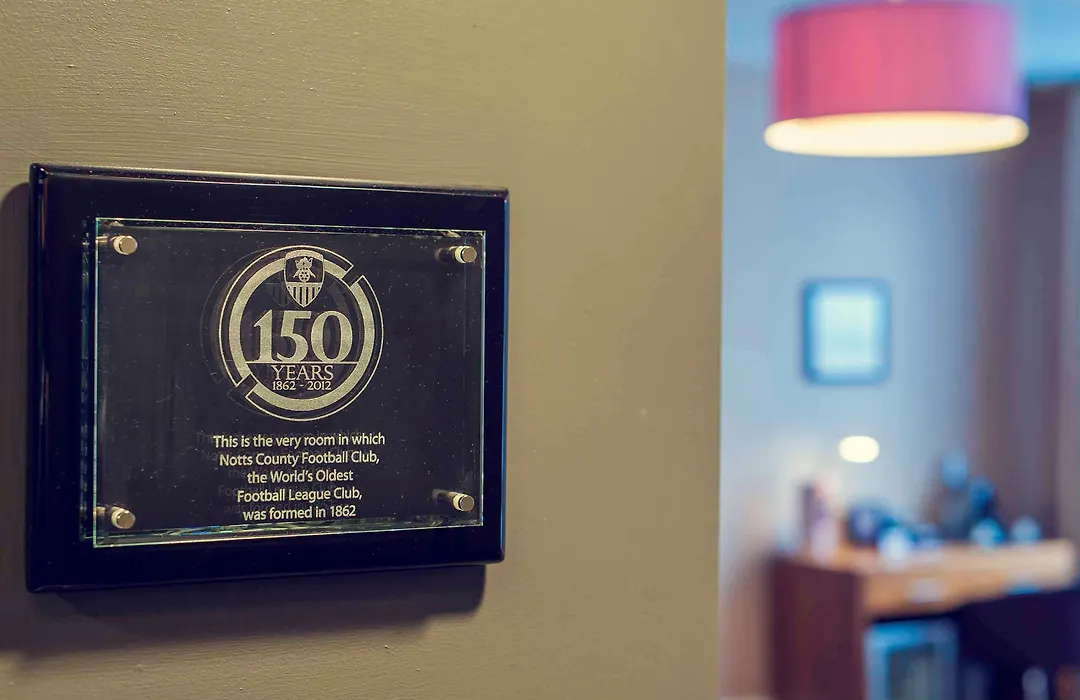 150
YEARS
1862 - 2012
This is the very room in which
Notts County Football Club,
the World's Oldest
Football League Club,
was formed in 1862